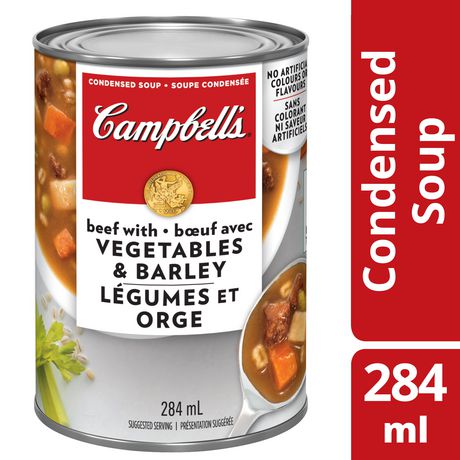 CONDENSED SOUP • SOUPE CONDENSÉE
Campbell's
NO ARTIFICIAL
COLOURS OR
FLAVOURS
SANS
COLORANT
NI SAVEUR
ARTIFICIELS
beef with • bœuf avec
VEGETABLES
& BARLEY
LÉGUMES ET
ORGE
284 mL
SUGGESTED SERVING | PRÉSENTATION SUGGÉRÉE
Condensed
Soup
284
ml